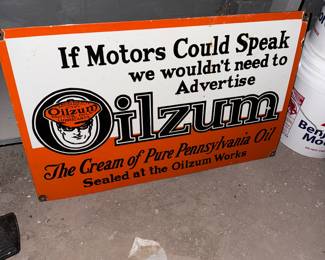 If Motors Could Speak
we wouldn't need to
Advertise
Oilzum
Oilzum
The Cream of Pure Pennsylvania Oil
Sealed at the Oilzum Works